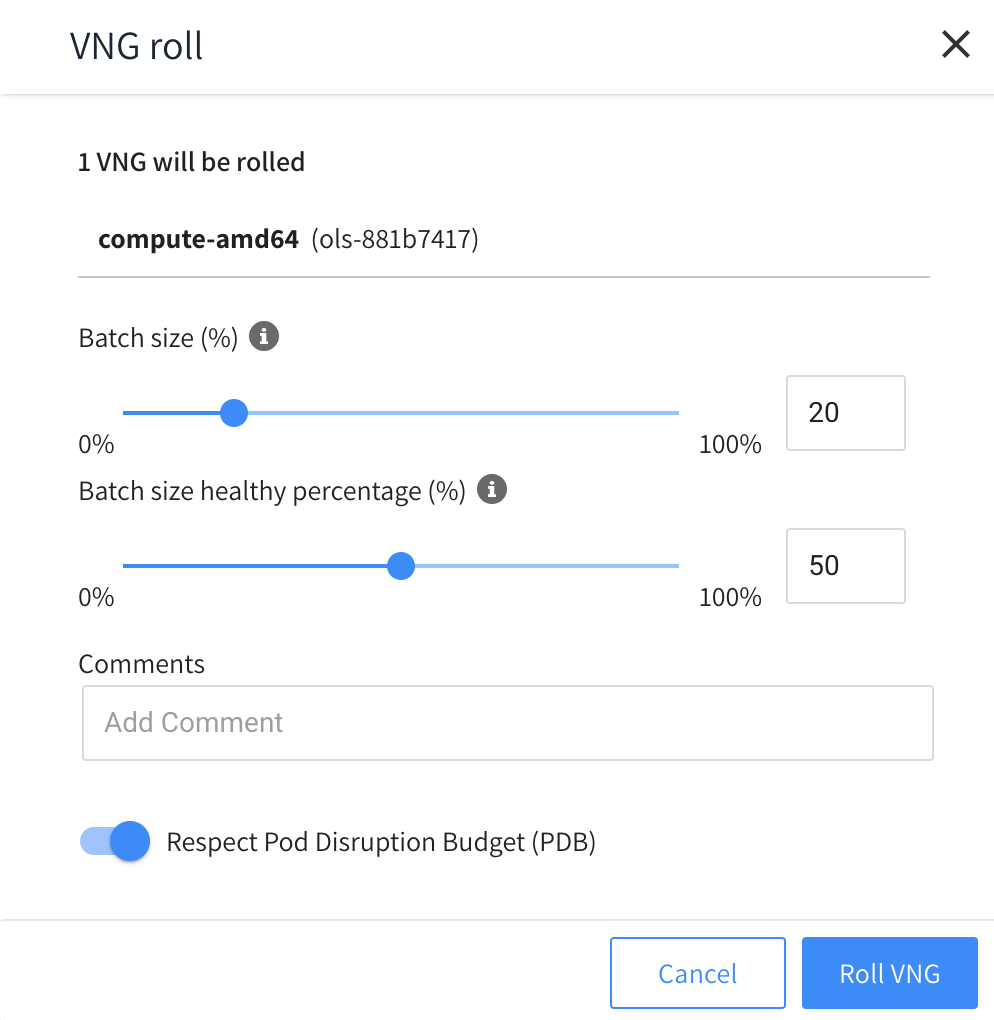 VNG roll
1 VNG will be rolled
compute-amd64 (ols-881b7417)
Batch size (%)
20
0%
100%
Batch size healthy percentage (%)
50
0%
100%
Comments
Add Comment
Respect Pod Disruption Budget (PDB)
Cancel
Roll VNG